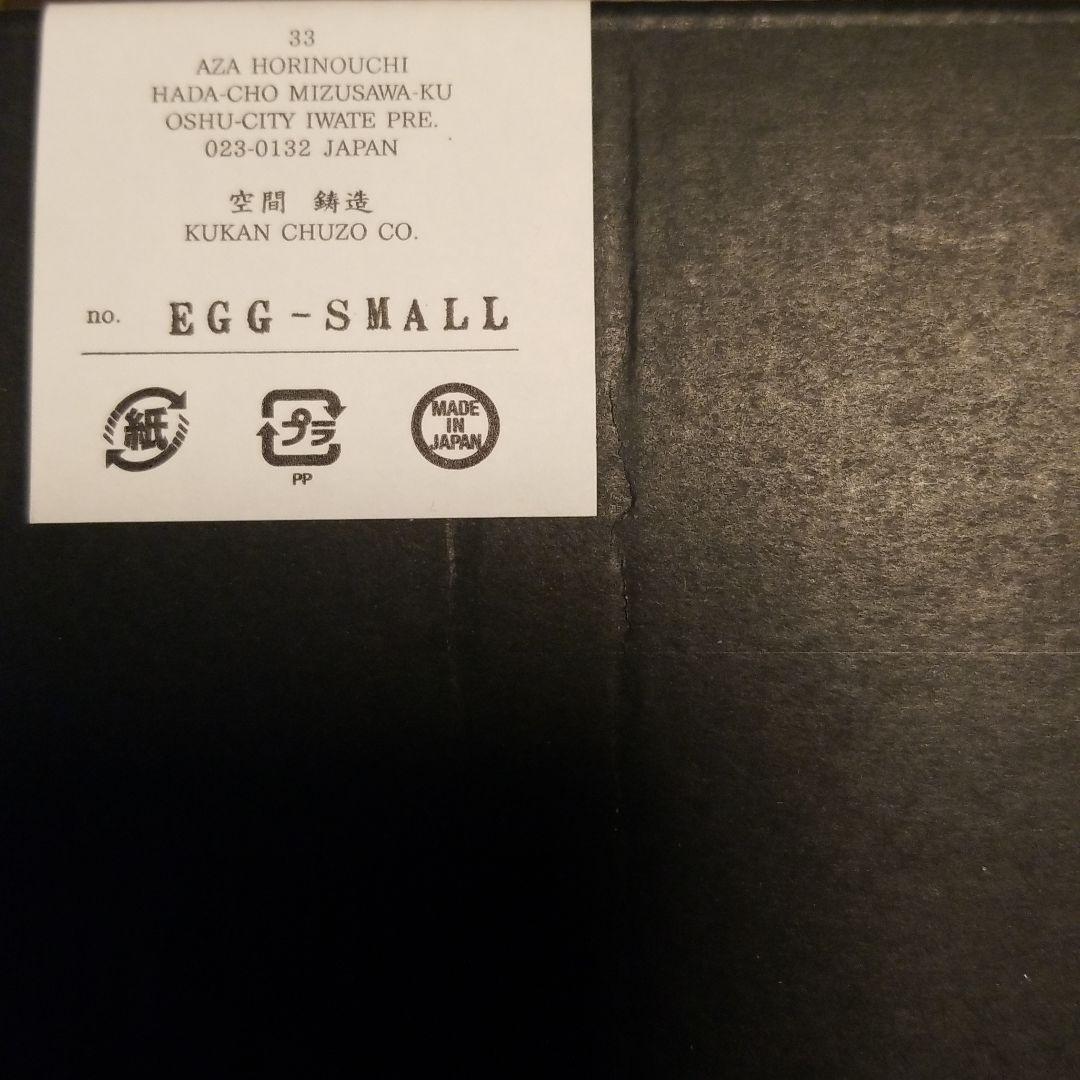 33
AZA HORINOUCHI
HADA-CHO MIZUSAWA-KU
OSHU-CITY IWATE PRE.
023-0132 JAPAN
空間 鋳造
KUKAN CHUZO CO.
no. EGG-SMALL
紙 プラ MADE IN JAPAN
PP